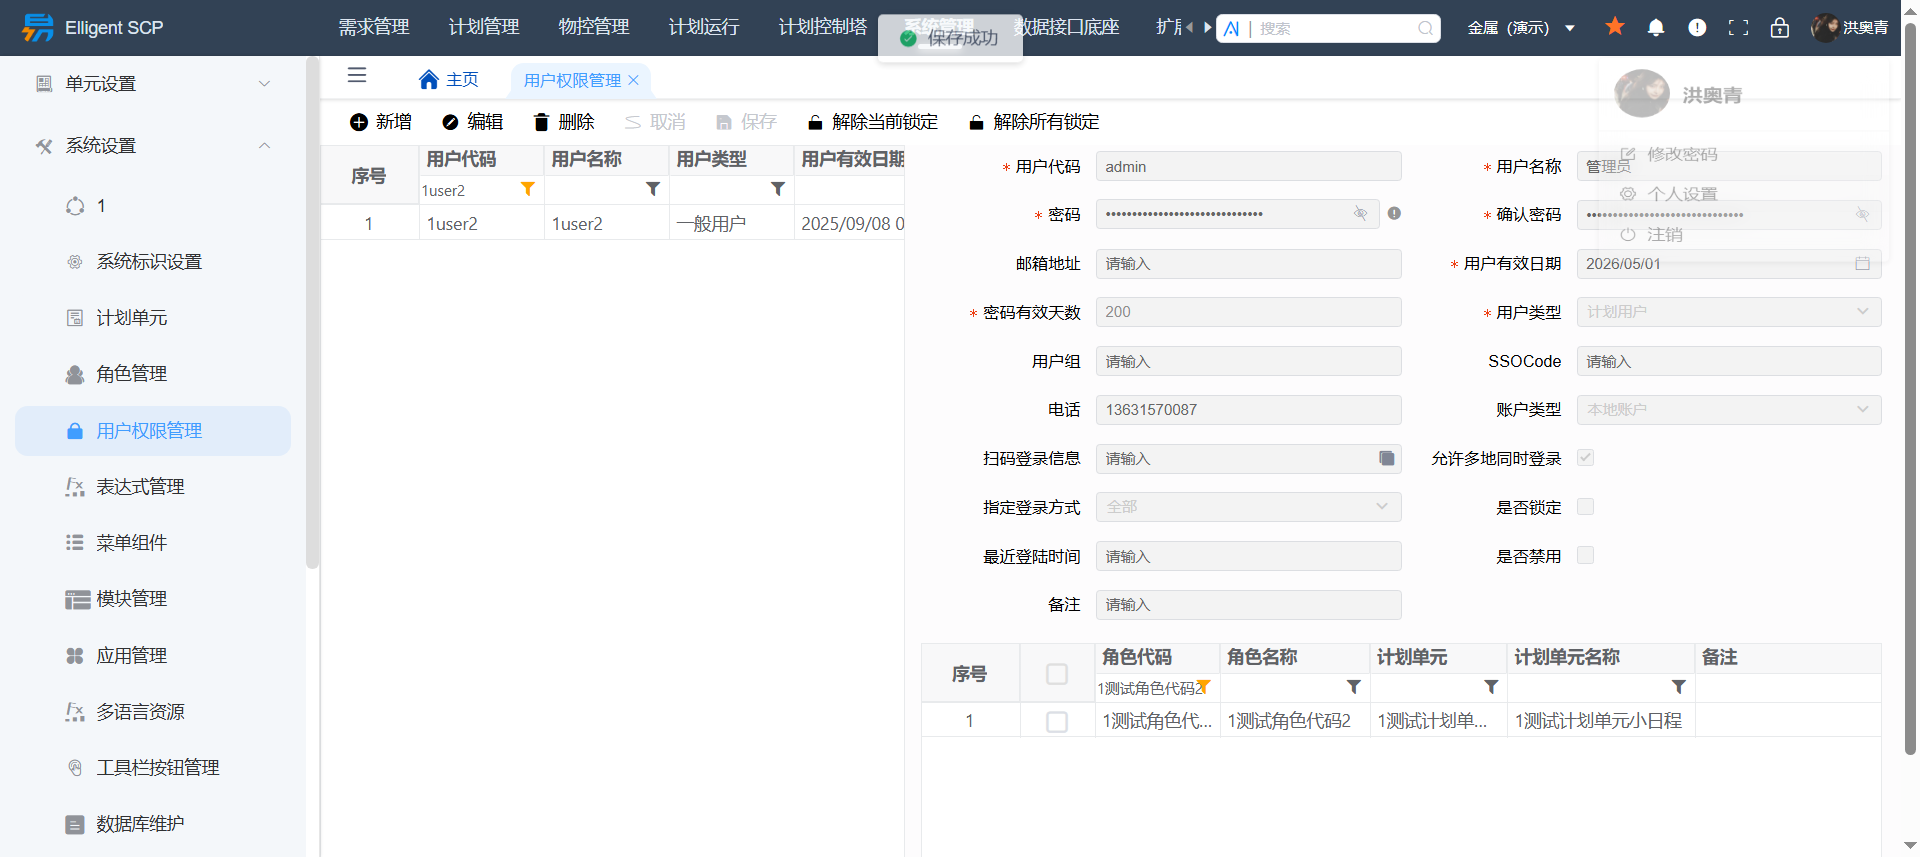 Elligent SCP
需求管理 计划管理 物控管理 计划运行 计划控制塔 系统管理 数据接口底座
AI | 搜索
金属 (演示)
洪奥青
保存成功
单元设置
系统设置
1
系统标识设置
计划单元
角色管理
用户权限管理
表达式管理
菜单组件
模块管理
应用管理
多语言资源
工具栏按钮管理
数据库维护
主页 用户权限管理
新增 编辑 删除 取消 保存 解除当前锁定 解除所有锁定
序号 用户代码 用户名称 用户类型 用户有效日期
1user2
1 1user2 1user2 一般用户 2025/09/08 0
洪奥青
修改密码
个人设置
注销
* 用户代码 admin
* 用户名称 管理员
* 密码 ••••••••••••••••••••••••••••••
* 确认密码 ••••••••••••••••••••••••••••••
邮箱地址 请输入
* 用户有效日期 2026/05/01
* 密码有效天数 200
* 用户类型 计划用户
用户组 请输入
SSOCode 请输入
电话 13631570087
账户类型 本地账户
扫码登录信息 请输入
允许多地同时登录
指定登录方式 全部
是否锁定
最近登陆时间 请输入
是否禁用
备注 请输入
序号 角色代码 角色名称 计划单元 计划单元名称 备注
1测试角色代码2
1 1测试角色代... 1测试角色代码2 1测试计划单... 1测试计划单元小日程